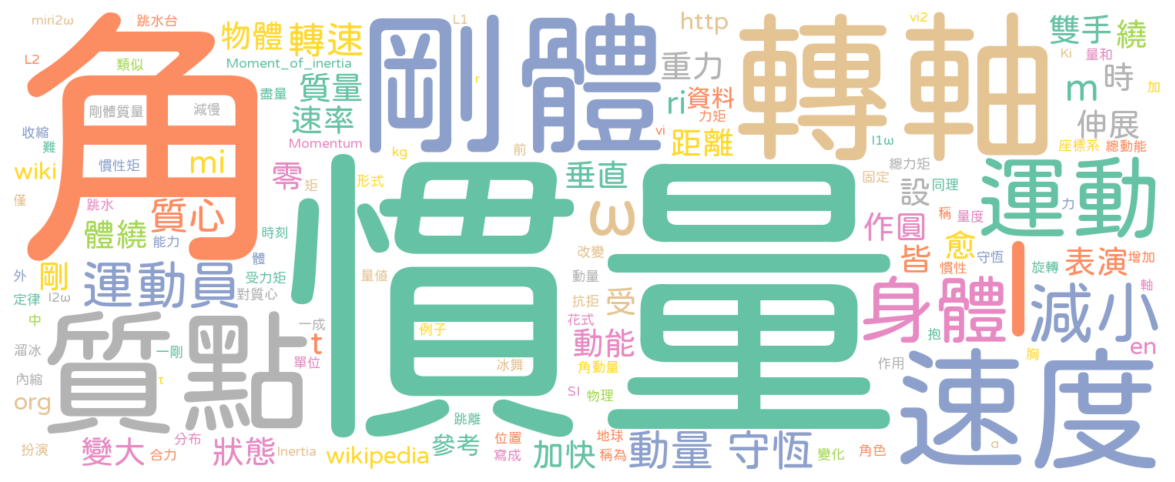 miri2ω 跳水台 L1 http vi2 雙手 繞
物體 轉速 剛體 轉軸 Ki 量和
L2 類似 Moment_of_inertia r 重力 時 加
角 質量 盡量 ri 資料 m
剛體質量 減慢 速率 力矩 伸展
收縮 難 Momentum vi 距離 I1ω 座標系 總動能
wiki 慣性矩 mi kg 前 總力矩
零 矩 形式 垂直 固定 設 同理 運動
僅 跳水 質心 慣量 ω 稱 量度 力
體繞 能力 時刻 作圓 愈
外 剛 運動員 體 改變 皆 守恆 表演 增加
定律 I2ω 受力矩 量值 動量 慣性 旋轉 軸
中 對質心 抗拒 受 身體 l 減小
質點 一成 例子 花式 抱
溜冰 一剛 t 動能 胸 en
內縮 單位 冰舞 角動量 作用
org τ SI 物理 速度
跳離
扮演 變大 分布 狀態 參考 位置 地球 動量 守恆 α
合力 Inertia wikipedia 寫成 加快 稱為 變化 角色